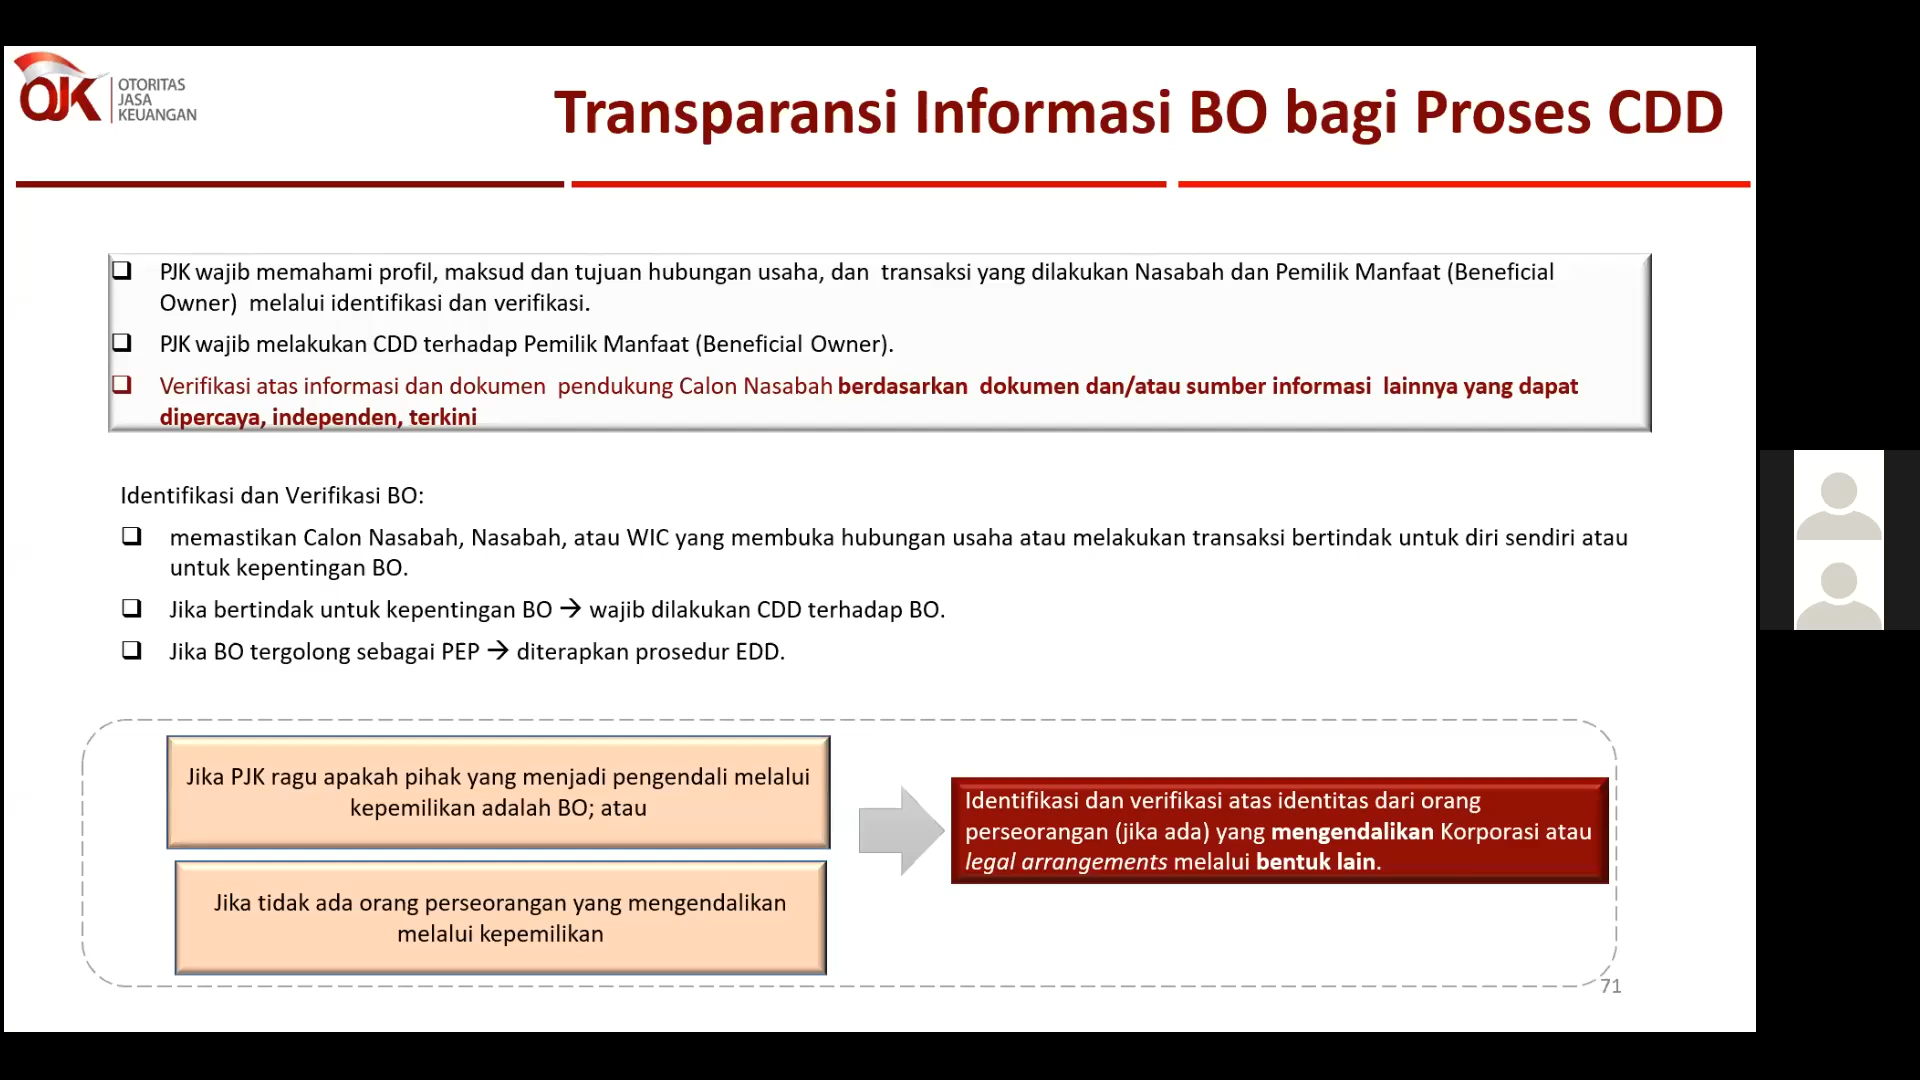 OJK
OTORITAS
JASA
KEUANGAN
Transparansi Informasi BO bagi Proses CDD
❑ PJK wajib memahami profil, maksud dan tujuan hubungan usaha, dan transaksi yang dilakukan Nasabah dan Pemilik Manfaat (Beneficial
Owner) melalui identifikasi dan verifikasi.
❑ PJK wajib melakukan CDD terhadap Pemilik Manfaat (Beneficial Owner).
❑ Verifikasi atas informasi dan dokumen pendukung Calon Nasabah berdasarkan dokumen dan/atau sumber informasi lainnya yang dapat
dipercaya, independen, terkini
Identifikasi dan Verifikasi BO:
❑ memastikan Calon Nasabah, Nasabah, atau WIC yang membuka hubungan usaha atau melakukan transaksi bertindak untuk diri sendiri atau
untuk kepentingan BO.
❑ Jika bertindak untuk kepentingan BO → wajib dilakukan CDD terhadap BO.
❑ Jika BO tergolong sebagai PEP → diterapkan prosedur EDD.
Jika PJK ragu apakah pihak yang menjadi pengendali melalui
kepemilikan adalah BO; atau
Jika tidak ada orang perseorangan yang mengendalikan
melalui kepemilikan
Identifikasi dan verifikasi atas identitas dari orang
perseorangan (jika ada) yang mengendalikan Korporasi atau
legal arrangements melalui bentuk lain.
71